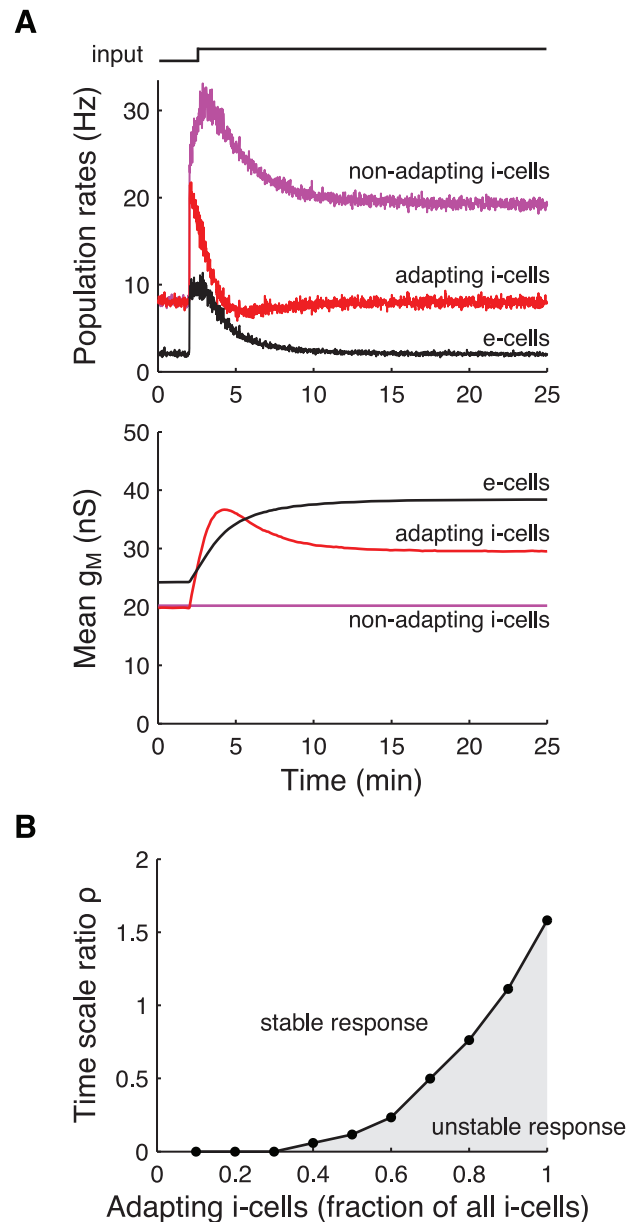 A
input
30
20
10
0
Population rates (Hz)
non-adapting i-cells
adapting i-cells
e-cells
0 5 10 15 20 25
50
40
30
20
10
0
Mean gM (nS)
e-cells
adapting i-cells
non-adapting i-cells
0 5 10 15 20 25
Time (min)
B
2
1.5
1
0.5
0
Time scale ratio ρ
stable response
unstable response
0 0.2 0.4 0.6 0.8 1
Adapting i-cells (fraction of all i-cells)